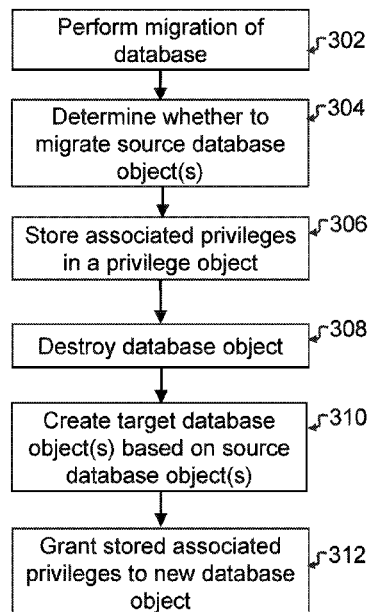 Perform migration of
database
302
Determine whether to
migrate source database
object(s)
304
Store associated privileges
in a privilege object
306
Destroy database object
308
Create target database
object(s) based on source
database object(s)
310
Grant stored associated
privileges to new database
object
312